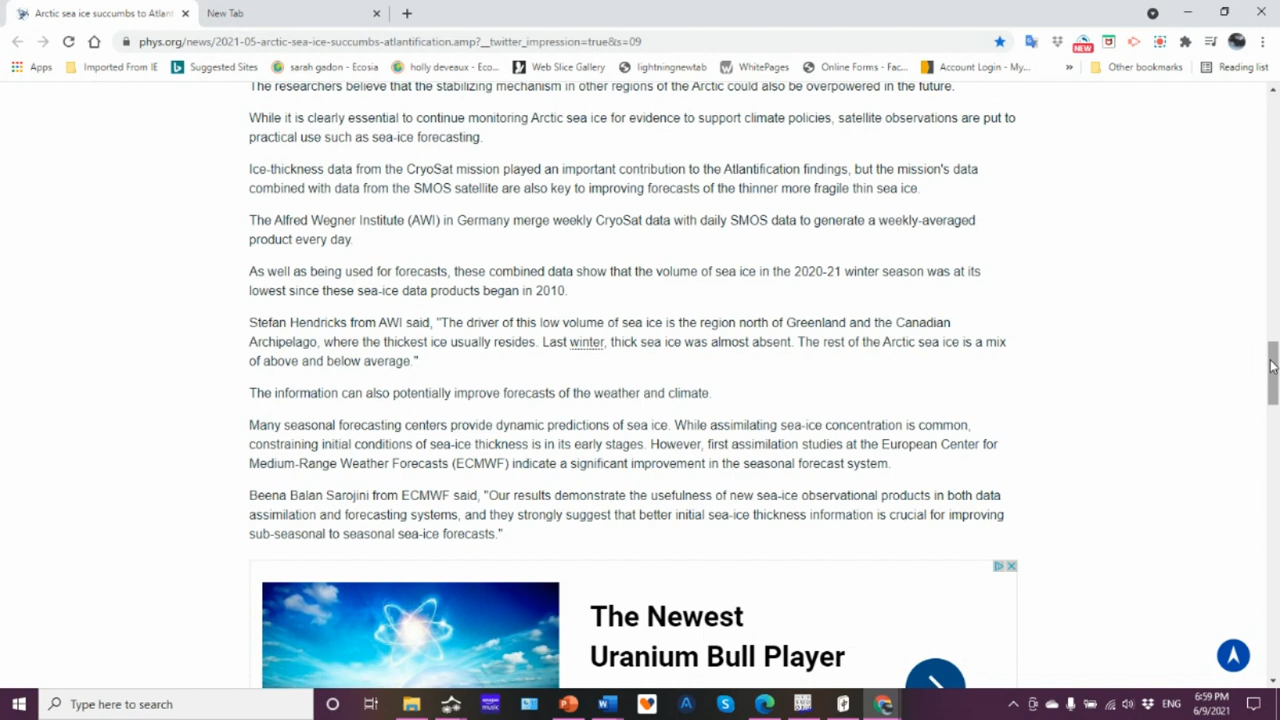 Arctic sea ice succumbs to Atlant
New Tab
phys.org/news/2021-05-arctic-sea-ice-succumbs-atlantification.amp?__twitter_impression=true&s=09
NEW
Apps Imported From IE Suggested Sites sarah gadon - Ecosia holly deveaux - Eco... Web Slice Gallery lightningnewtab WhitePages Online Forms - Fac... Account Login - My... » Other bookmarks Reading list
The researchers believe that the stabilizing mechanism in other regions of the Arctic could also be overpowered in the future.
While it is clearly essential to continue monitoring Arctic sea ice for evidence to support climate policies, satellite observations are put to
practical use such as sea-ice forecasting.
Ice-thickness data from the CryoSat mission played an important contribution to the Atlantification findings, but the mission's data
combined with data from the SMOS satellite are also key to improving forecasts of the thinner more fragile thin sea ice.
The Alfred Wegner Institute (AWI) in Germany merge weekly CryoSat data with daily SMOS data to generate a weekly-averaged
product every day.
As well as being used for forecasts, these combined data show that the volume of sea ice in the 2020-21 winter season was at its
lowest since these sea-ice data products began in 2010.
Stefan Hendricks from AWI said, "The driver of this low volume of sea ice is the region north of Greenland and the Canadian
Archipelago, where the thickest ice usually resides. Last winter, thick sea ice was almost absent. The rest of the Arctic sea ice is a mix
of above and below average."
The information can also potentially improve forecasts of the weather and climate.
Many seasonal forecasting centers provide dynamic predictions of sea ice. While assimilating sea-ice concentration is common,
constraining initial conditions of sea-ice thickness is in its early stages. However, first assimilation studies at the European Center for
Medium-Range Weather Forecasts (ECMWF) indicate a significant improvement in the seasonal forecast system.
Beena Balan Sarojini from ECMWF said, "Our results demonstrate the usefulness of new sea-ice observational products in both data
assimilation and forecasting systems, and they strongly suggest that better initial sea-ice thickness information is crucial for improving
sub-seasonal to seasonal sea-ice forecasts."
The Newest
Uranium Bull Player
Type here to search
music
ENG
6:59 PM
6/9/2021